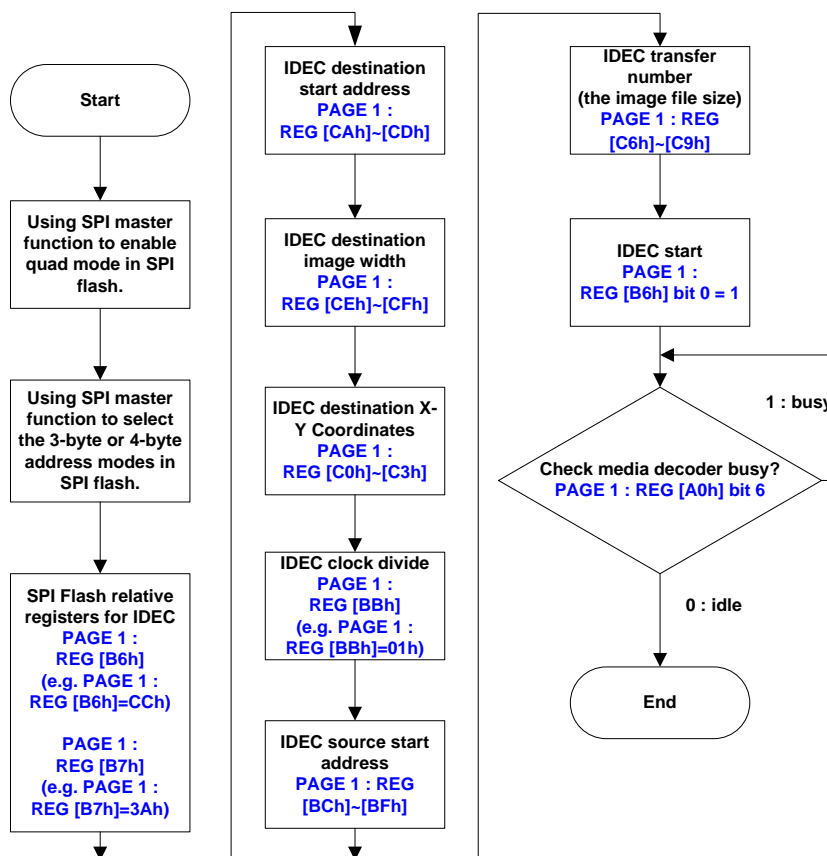 Start
Using SPI master
function to enable
quad mode in SPI
flash.
Using SPI master
function to select
the 3-byte or 4-byte
address modes in
SPI flash.
SPI Flash relative
registers for IDEC
PAGE 1 :
REG [B6h]
(e.g. PAGE 1 :
REG [B6h]=CCh)
PAGE 1 :
REG [B7h]
(e.g. PAGE 1 :
REG [B7h]=3Ah)
IDEC destination
start address
PAGE 1 :
REG [CAh]~[CDh]
IDEC destination
image width
PAGE 1 :
REG [CEh]~[CFh]
IDEC destination X-
Y Coordinates
PAGE 1 :
REG [C0h]~[C3h]
IDEC clock divide
PAGE 1 :
REG [BBh]
(e.g. PAGE 1 :
REG [BBh]=01h)
IDEC source start
address
PAGE 1 : REG
[BCh]~[BFh]
IDEC transfer
number
(the image file size)
PAGE 1 : REG
[C6h]~[C9h]
IDEC start
PAGE 1 :
REG [B6h] bit 0 = 1
1 : busy
Check media decoder busy?
PAGE 1 : REG [A0h] bit 6
0 : idle
End